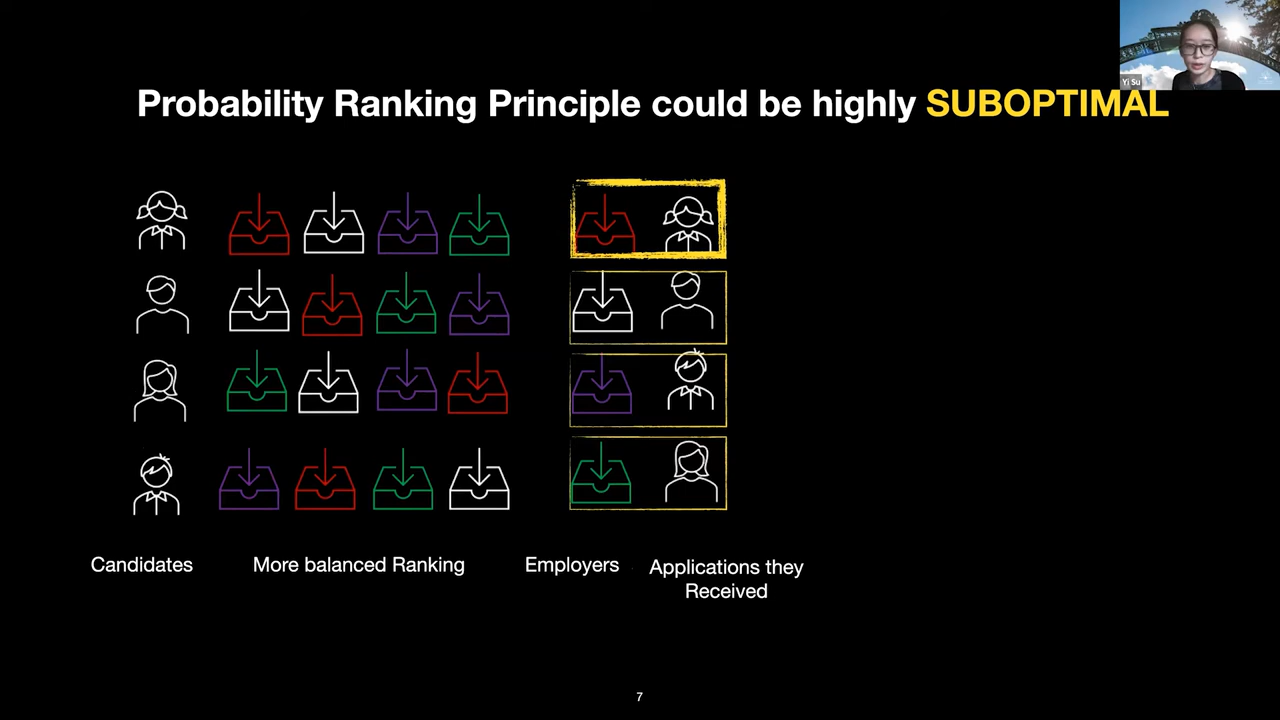 Yi Su
Probability Ranking Principle could be highly SUBOPTIMAL
Candidates
More balanced Ranking
Employers
Applications they
Received
7